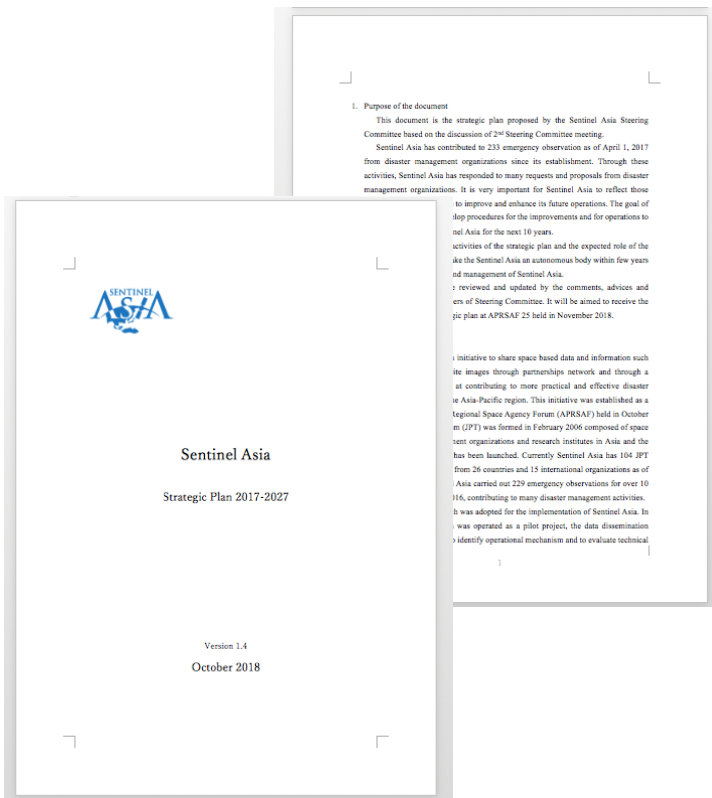 1. Purpose of the document
This document is the strategic plan proposed by the Sentinel Asia Steering
Committee based on the discussion of 2nd Steering Committee meeting.
Sentinel Asia has contributed to 233 emergency observation as of April 1, 2017
from disaster management organizations since its establishment. Through these
activities, Sentinel Asia has responded to many requests and proposals from disaster
management organizations. It is very important for Sentinel Asia to reflect those
to improve and enhance its future operations. The goal of
elop procedures for the improvements and for operations to
nel Asia for the next 10 years.
activities of the strategic plan and the expected role of the
ake the Sentinel Asia an autonomous body within few years
nd management of Sentinel Asia.
reviewed and updated by the comments, advices and
ers of Steering Committee. It will be aimed to receive the
gic plan at APRSAF 25 held in November 2018.
initiative to share space based data and information such
ite images through partnerships network and through a
at contributing to more practical and effective disaster
e Asia-Pacific region. This initiative was established as a
Regional Space Agency Forum (APRSAF) held in October
m (JPT) was formed in February 2006 composed of space
ent organizations and research institutes in Asia and the
has been launched. Currently Sentinel Asia has 104 JPT
from 26 countries and 15 international organizations as of
Asia carried out 229 emergency observations for over 10
016, contributing to many disaster management activities.
h was adopted for the implementation of Sentinel Asia. In
was operated as a pilot project, the data dissemination
o identify operational mechanism and to evaluate technical
1
SENTINEL
ASIA
Sentinel Asia
Strategic Plan 2017-2027
Version 1.4
October 2018